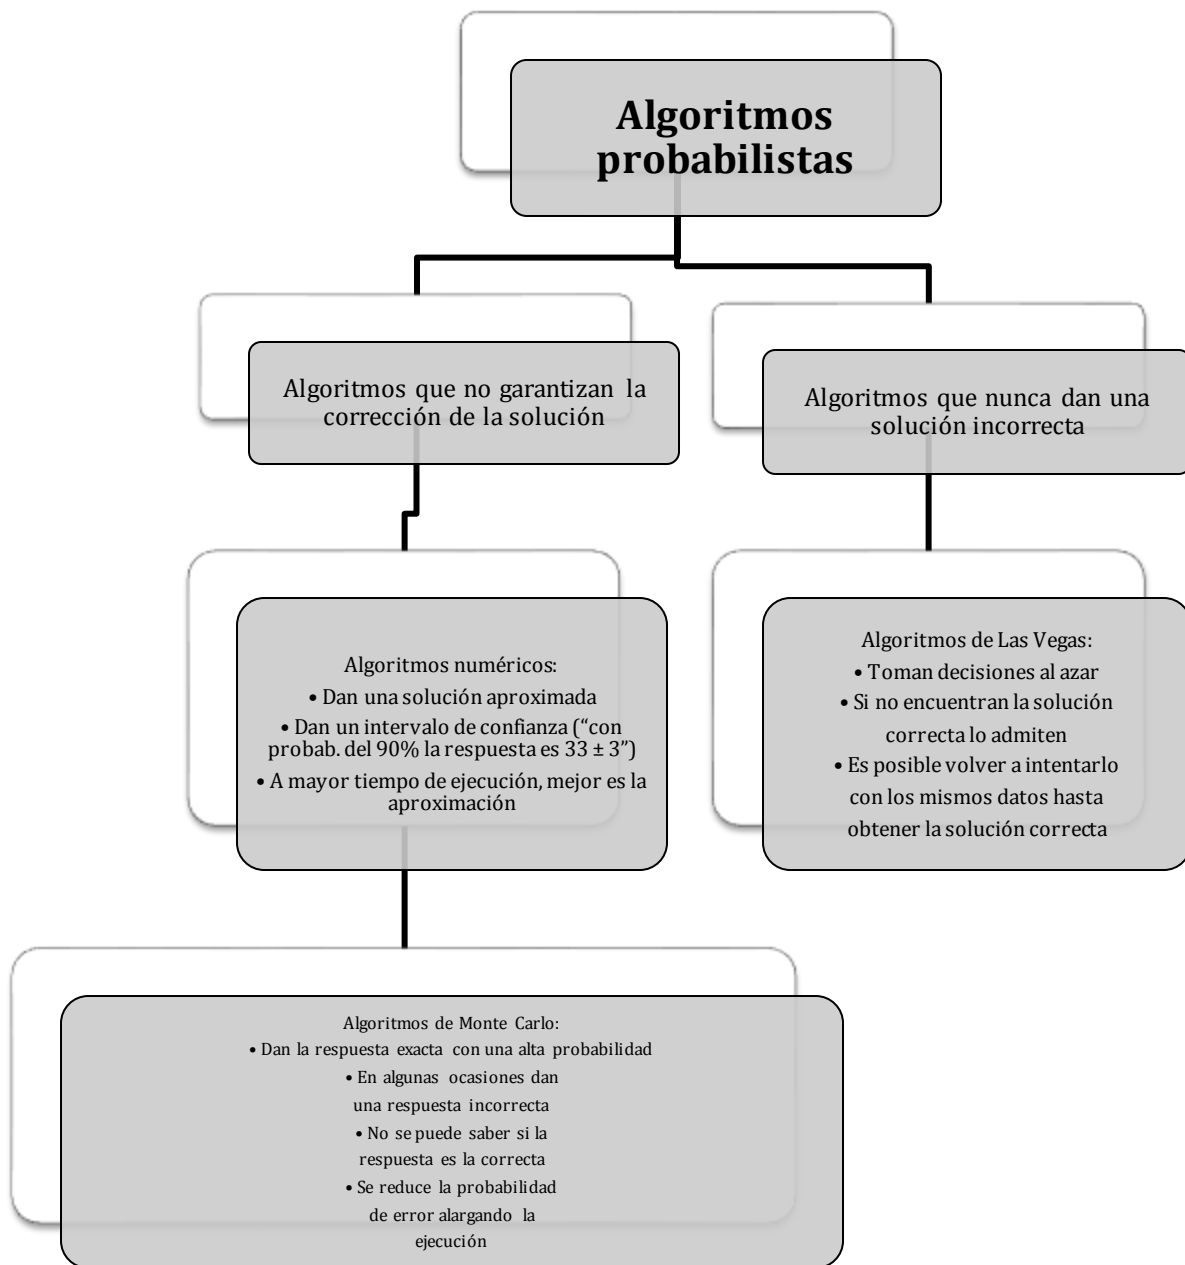 Algoritmos
probabilistas
Algoritmos que no garantizan la
corrección de la solución
Algoritmos que nunca dan una
solución incorrecta
Algoritmos numéricos:
• Dan una solución aproximada
• Dan un intervalo de confianza (“con
probab. del 90% la respuesta es 33 ± 3”)
• A mayor tiempo de ejecución, mejor es la
aproximación
Algoritmos de Las Vegas:
• Toman decisiones al azar
• Si no encuentran la solución
correcta lo admiten
• Es posible volver a intentarlo
con los mismos datos hasta
obtener la solución correcta
Algoritmos de Monte Carlo:
• Dan la respuesta exacta con una alta probabilidad
• En algunas ocasiones dan
una respuesta incorrecta
• No se puede saber si la
respuesta es la correcta
• Se reduce la probabilidad
de error alargando la
ejecución